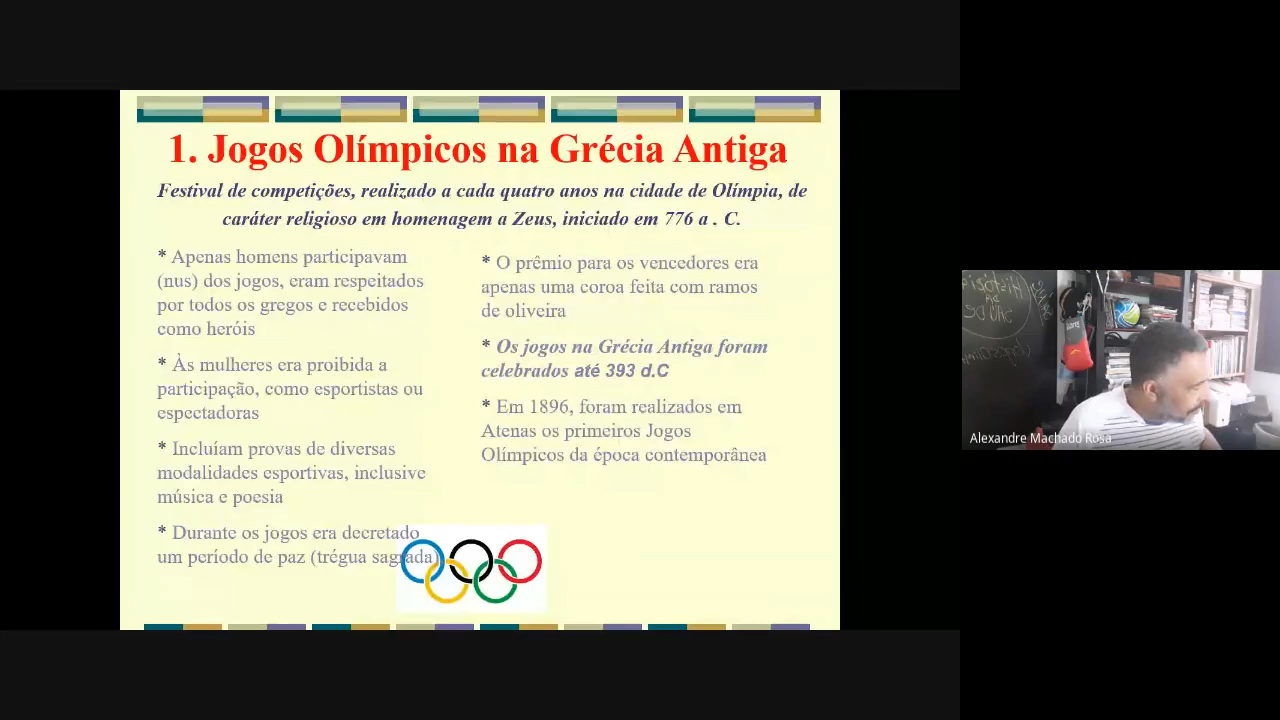 1. Jogos Olímpicos na Grécia Antiga
Festival de competições, realizado a cada quatro anos na cidade de Olímpia, de
caráter religioso em homenagem a Zeus, iniciado em 776 a . C.
* Apenas homens participavam
(nus) dos jogos, eram respeitados
por todos os gregos e recebidos
como heróis
* Às mulheres era proibida a
participação, como esportistas ou
espectadoras
* Incluíam provas de diversas
modalidades esportivas, inclusive
música e poesia
* Durante os jogos era decretado
um período de paz (trégua sagrada)
* O prêmio para os vencedores era
apenas uma coroa feita com ramos
de oliveira
* Os jogos na Grécia Antiga foram
celebrados até 393 d.C
* Em 1896, foram realizados em
Atenas os primeiros Jogos
Olímpicos da época contemporânea
Alexandre Machado Rosa